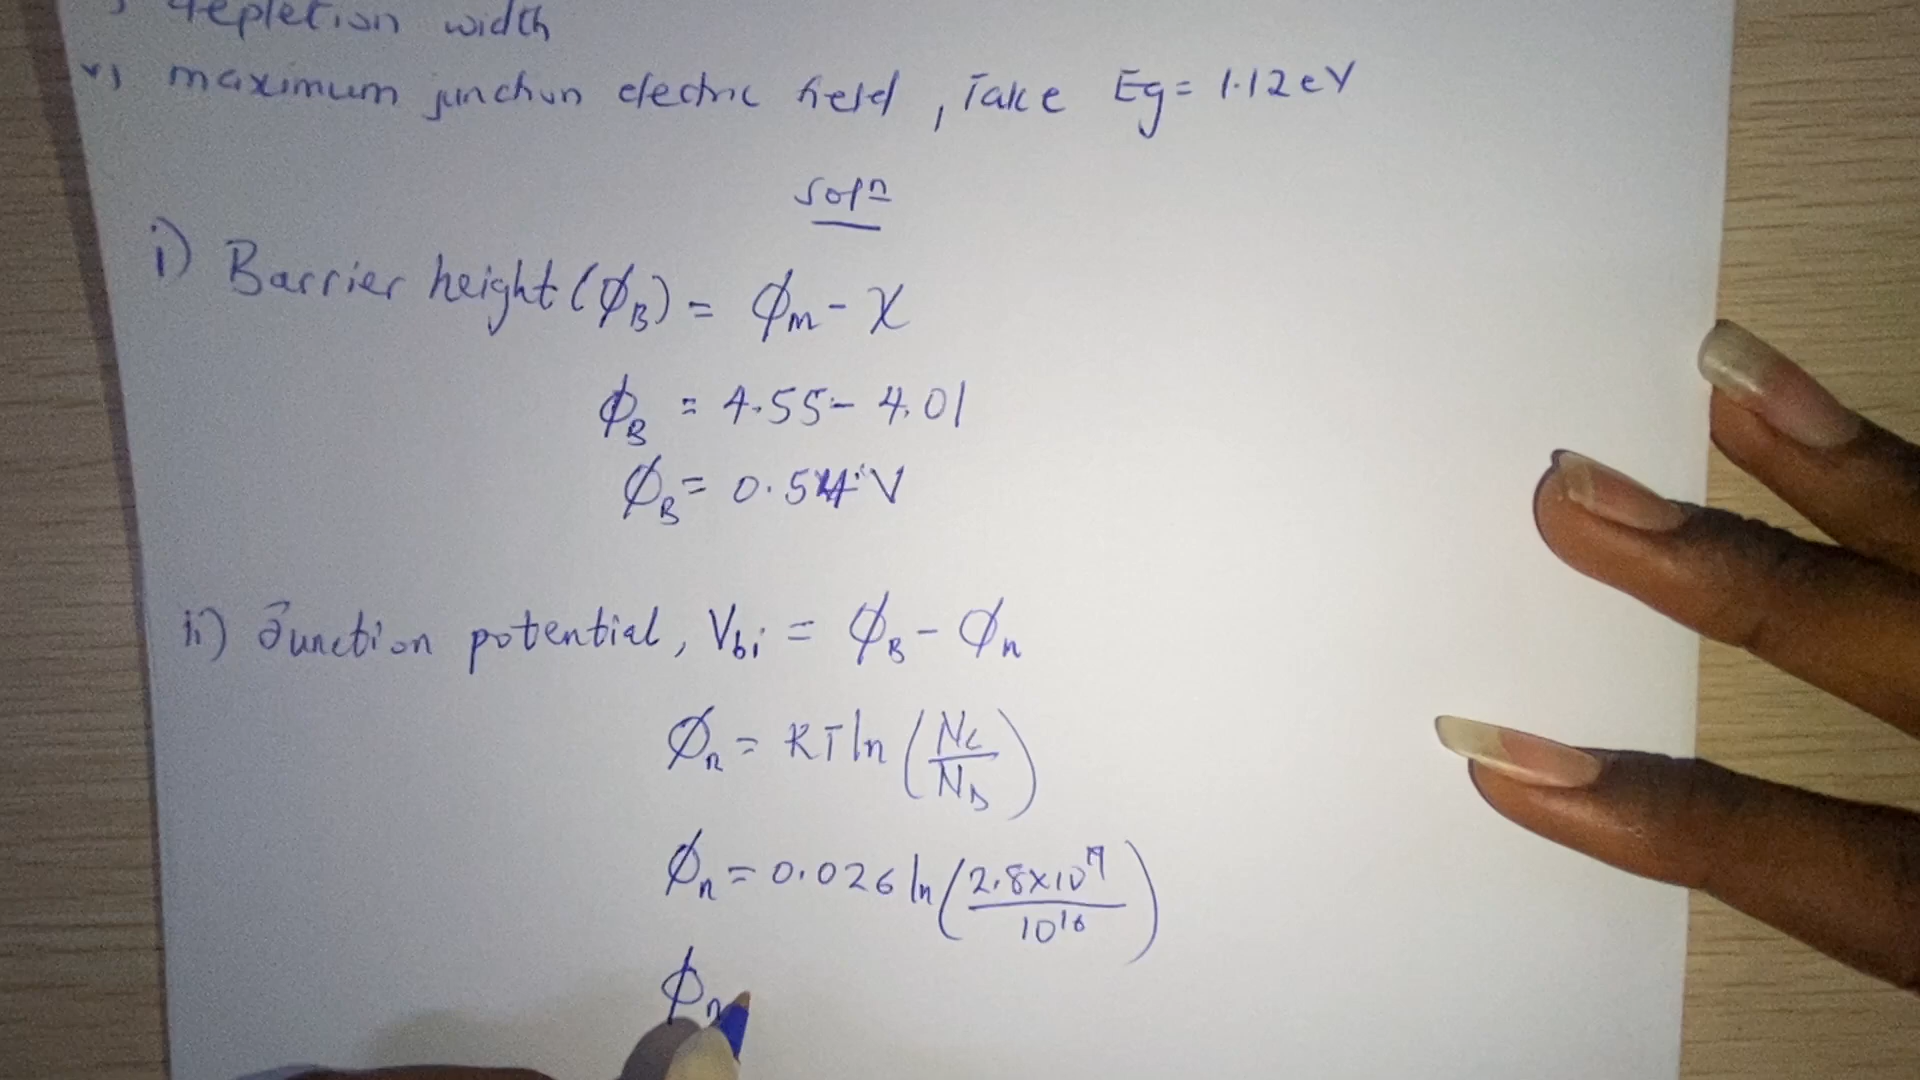 depletion width
v) maximum junction electric field, Take Eg = 1.12eV
Soln
i) Barrier height (ϕB) = ϕm - χ
ϕB = 4.55 - 4.01
ϕB = 0.54 V
ii) Junction potential, Vbi = ϕB - ϕn
ϕn = KT ln (NC/ND)
ϕn = 0.026 ln (2.8×10^19/10^16)
ϕn